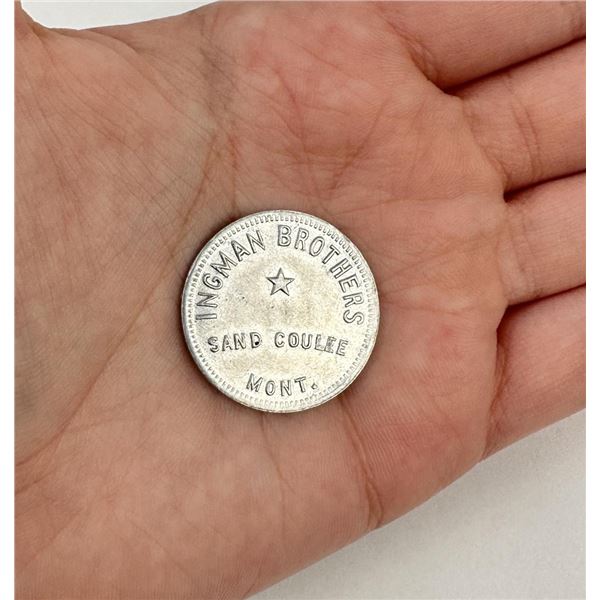 INGMAN BROTHERS
SAND COULEE
MONT.